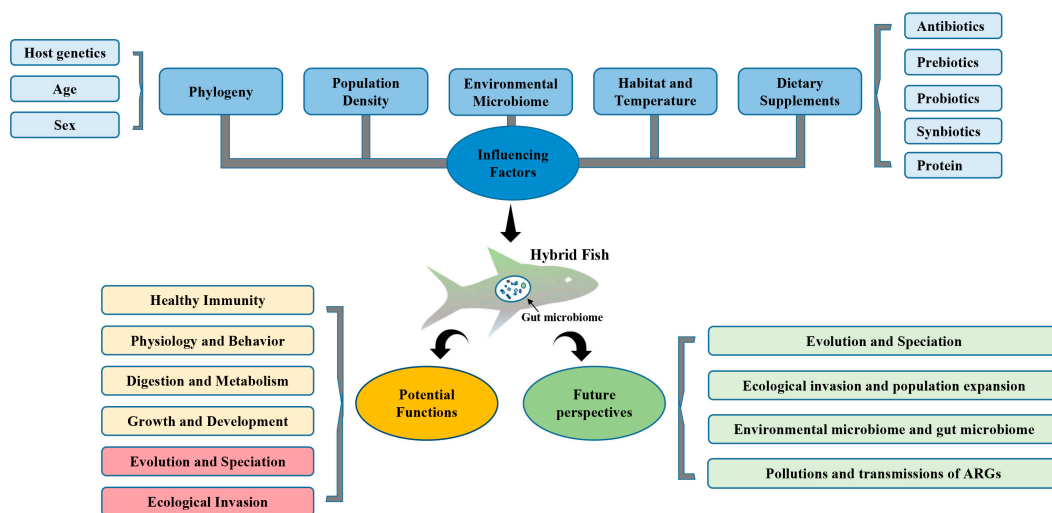 Host genetics
Age
Sex
Phylogeny
Population
Density
Environmental
Microbiome
Habitat and
Temperature
Dietary
Supplements
Antibiotics
Prebiotics
Probiotics
Synbiotics
Protein
Influencing
Factors
Hybrid Fish
Gut microbiome
Healthy Immunity
Physiology and Behavior
Digestion and Metabolism
Growth and Development
Evolution and Speciation
Ecological Invasion
Potential
Functions
Future
perspectives
Evolution and Speciation
Ecological invasion and population expansion
Environmental microbiome and gut microbiome
Pollutions and transmissions of ARGs